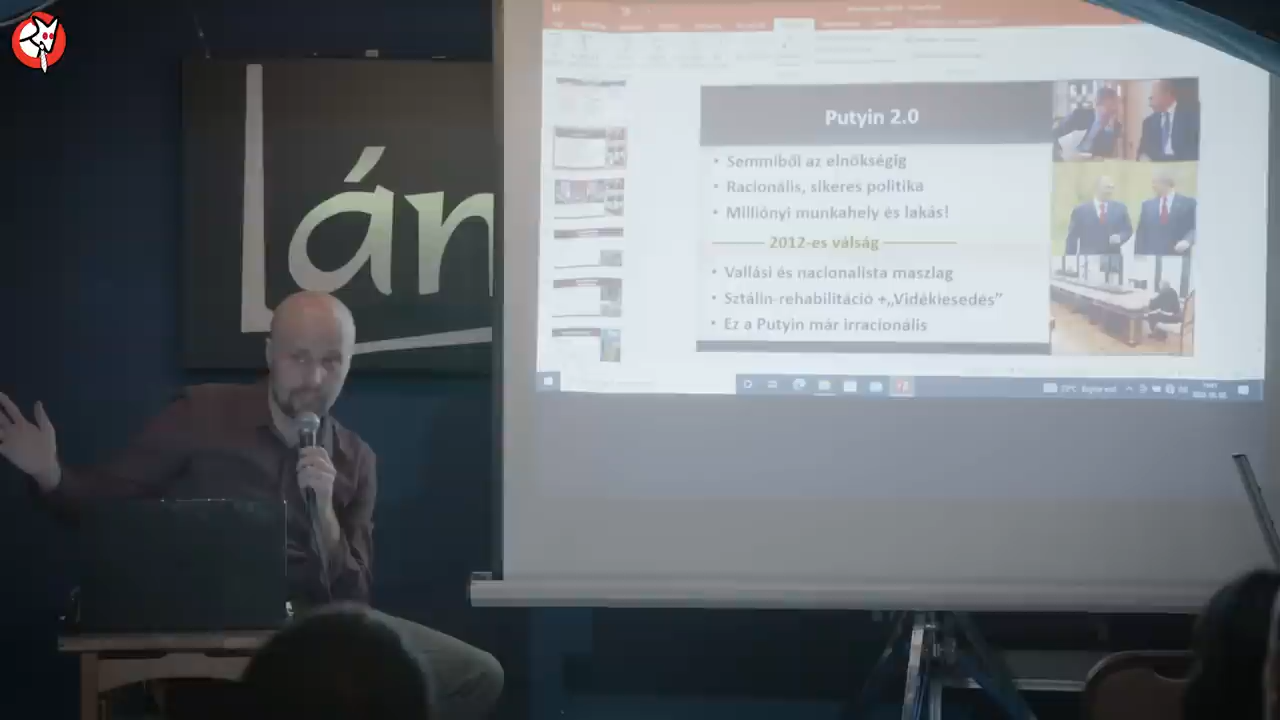 Lán
Putyin 2.0
• Semmiből az elnökségig
• Racionális, sikeres politika
• Milliónyi munkahely és lakás!
2012-es válság
• Vallási és nacionalista maszlag
• Sztálin-rehabilitáció +„Vidékiesedés”
• Ez a Putyin már irracionális